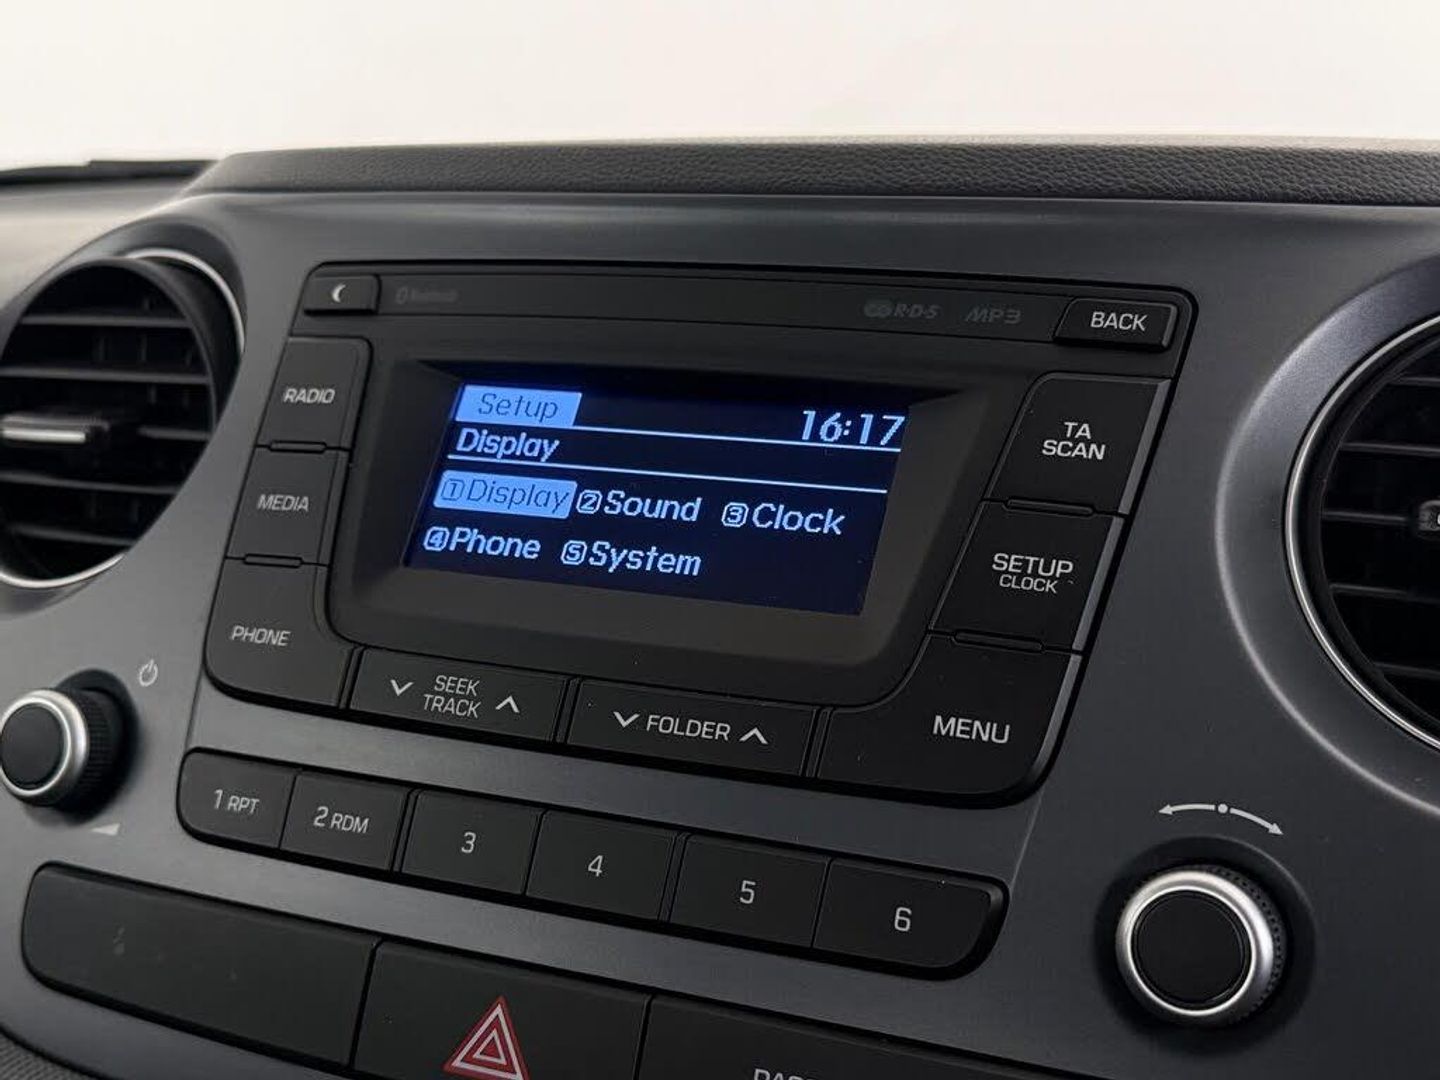 Bluetooth
R·D·S MP3 BACK
RADIO
MEDIA
PHONE
Setup 16:17
Display
①Display ②Sound ③Clock
④Phone ⑤System
TA
SCAN
SETUP
CLOCK
MENU
SEEK
TRACK
FOLDER
1 RPT 2 RDM 3 4 5 6